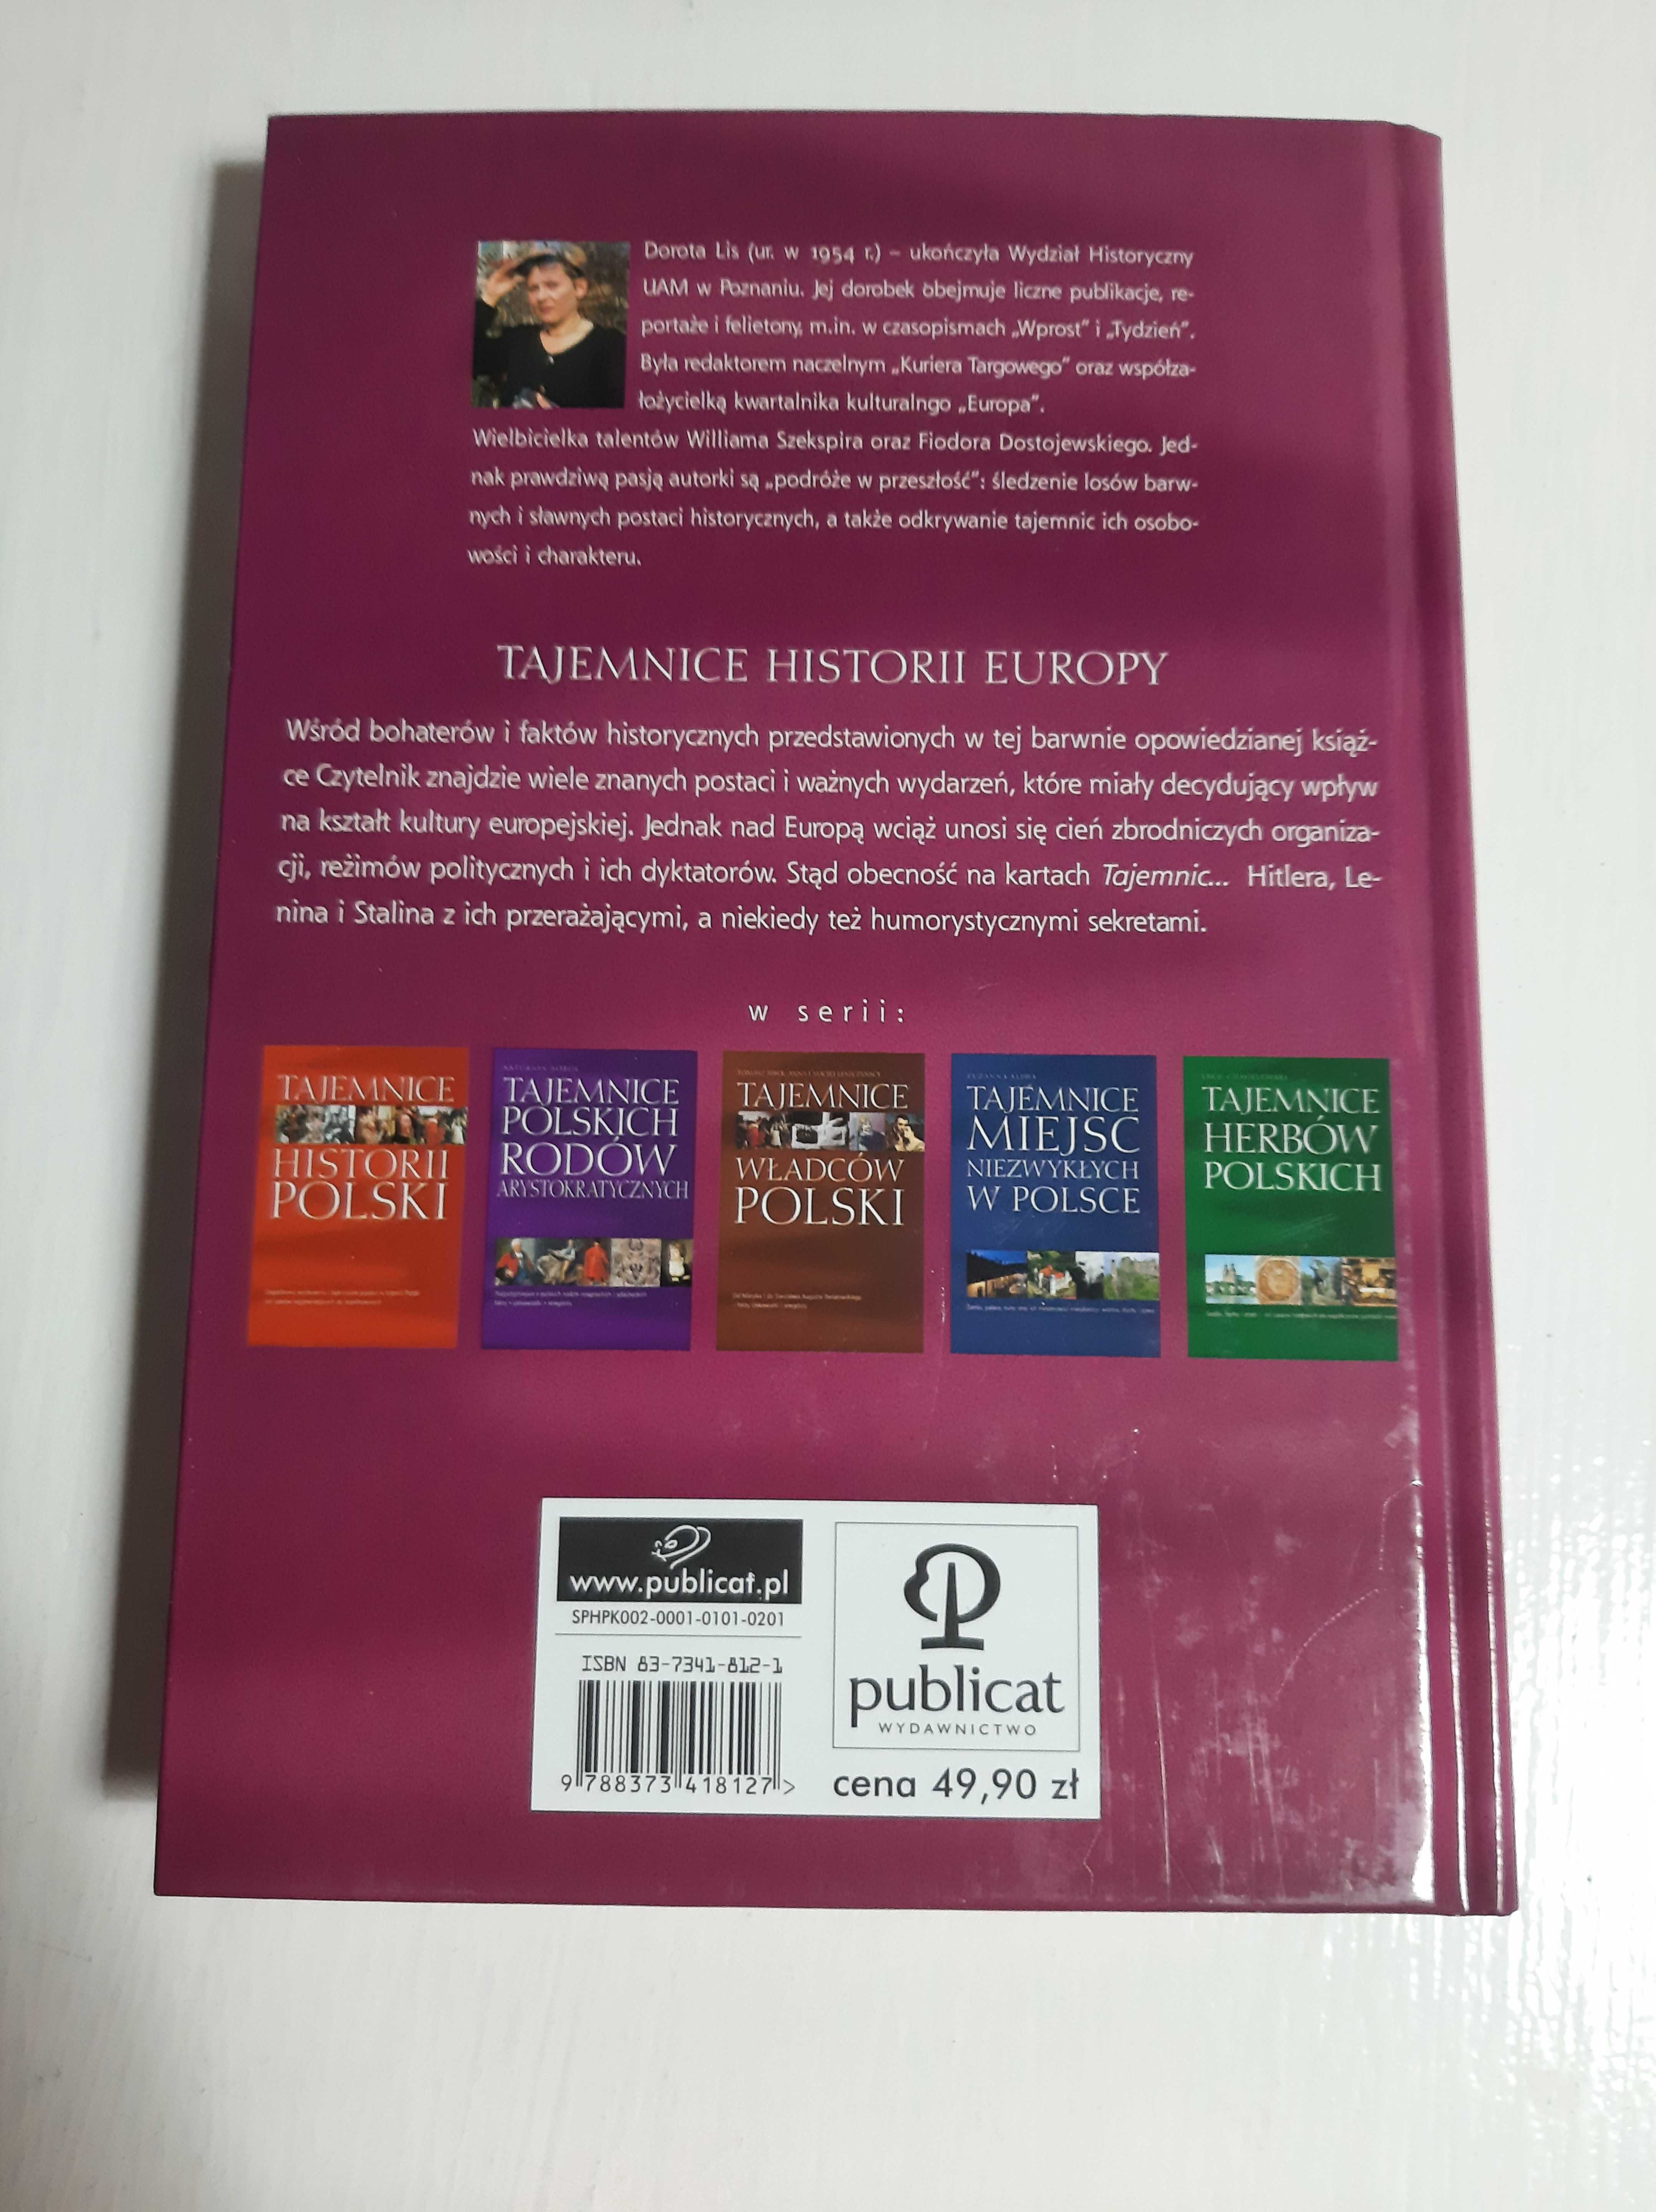 Dorota Lis (ur. w 1954 r.) – ukończyła Wydział Historyczny
UAM w Poznaniu. Jej dorobek obejmuje liczne publikacje, re-
portaże i felietony, m.in. w czasopismach „Wprost” i „Tydzień”.
Była redaktorem naczelnym „Kuriera Targowego” oraz współza-
łożycielką kwartalnika kulturalngo „Europa”.
Wielbicielka talentów Williama Szekspira oraz Fiodora Dostojewskiego. Jed-
nak prawdziwą pasją autorki są „podróże w przeszłość”: śledzenie losów barw-
nych i sławnych postaci historycznych, a także odkrywanie tajemnic ich osobo-
wości i charakteru.
TAJEMNICE HISTORII EUROPY
Wśród bohaterów i faktów historycznych przedstawionych w tej barwnie opowiedzianej książ-
ce Czytelnik znajdzie wiele znanych postaci i ważnych wydarzeń, które miały decydujący wpływ
na kształt kultury europejskiej. Jednak nad Europą wciąż unosi się cień zbrodniczych organiza-
cji, reżimów politycznych i ich dyktatorów. Stąd obecność na kartach Tajemnic... Hitlera, Le-
nina i Stalina z ich przerażającymi, a niekiedy też humorystycznymi sekretami.
w serii:
TAJEMNICE
HISTORII
POLSKI
TAJEMNICE
POLSKICH
RODÓW
ARYSTOKRATYCZNYCH
TAJEMNICE
WŁADCÓW
POLSKI
TAJEMNICE
MIEJSC
NIEZWYKŁYCH
W POLSCE
TAJEMNICE
HERBÓW
POLSKICH
www.publicat.pl
SPHPK002-0001-0101-0201
ISBN 83-7341-812-1
9 788373 418127 >
publicat
WYDAWNICTWO
cena 49,90 zł